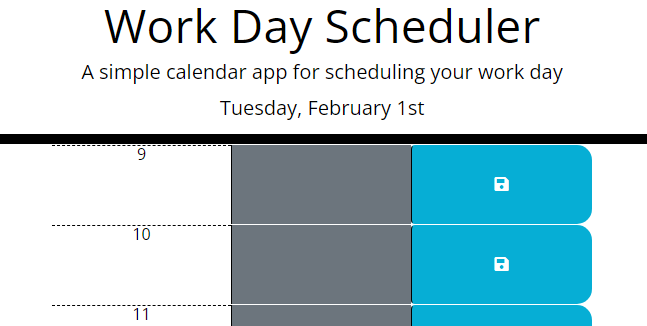 Work Day Scheduler
A simple calendar app for scheduling your work day
Tuesday, February 1st
9
10
11